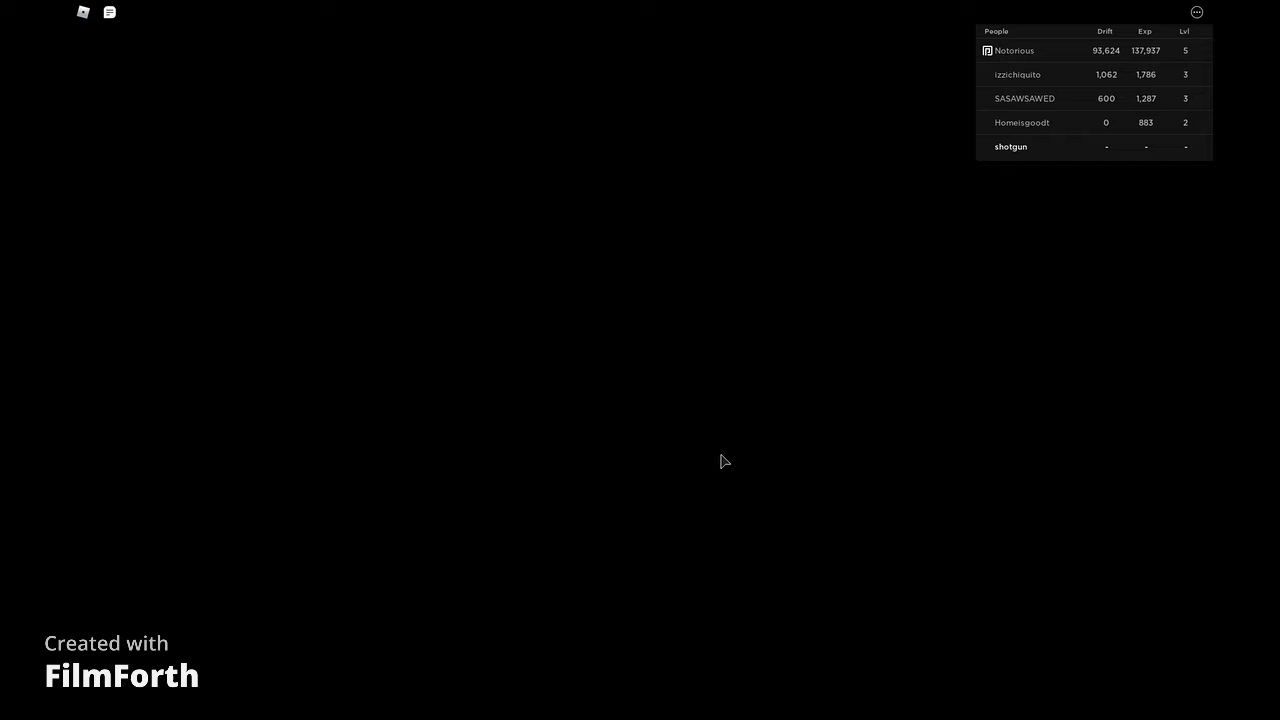 People Drift Exp Lvl
Notorious 93,624 137,937 5
izzichiquito 1,062 1,786 3
SASAWSAWED 600 1,287 3
Homeisgoodt 0 883 2
shotgun - - -
Created with
FilmForth